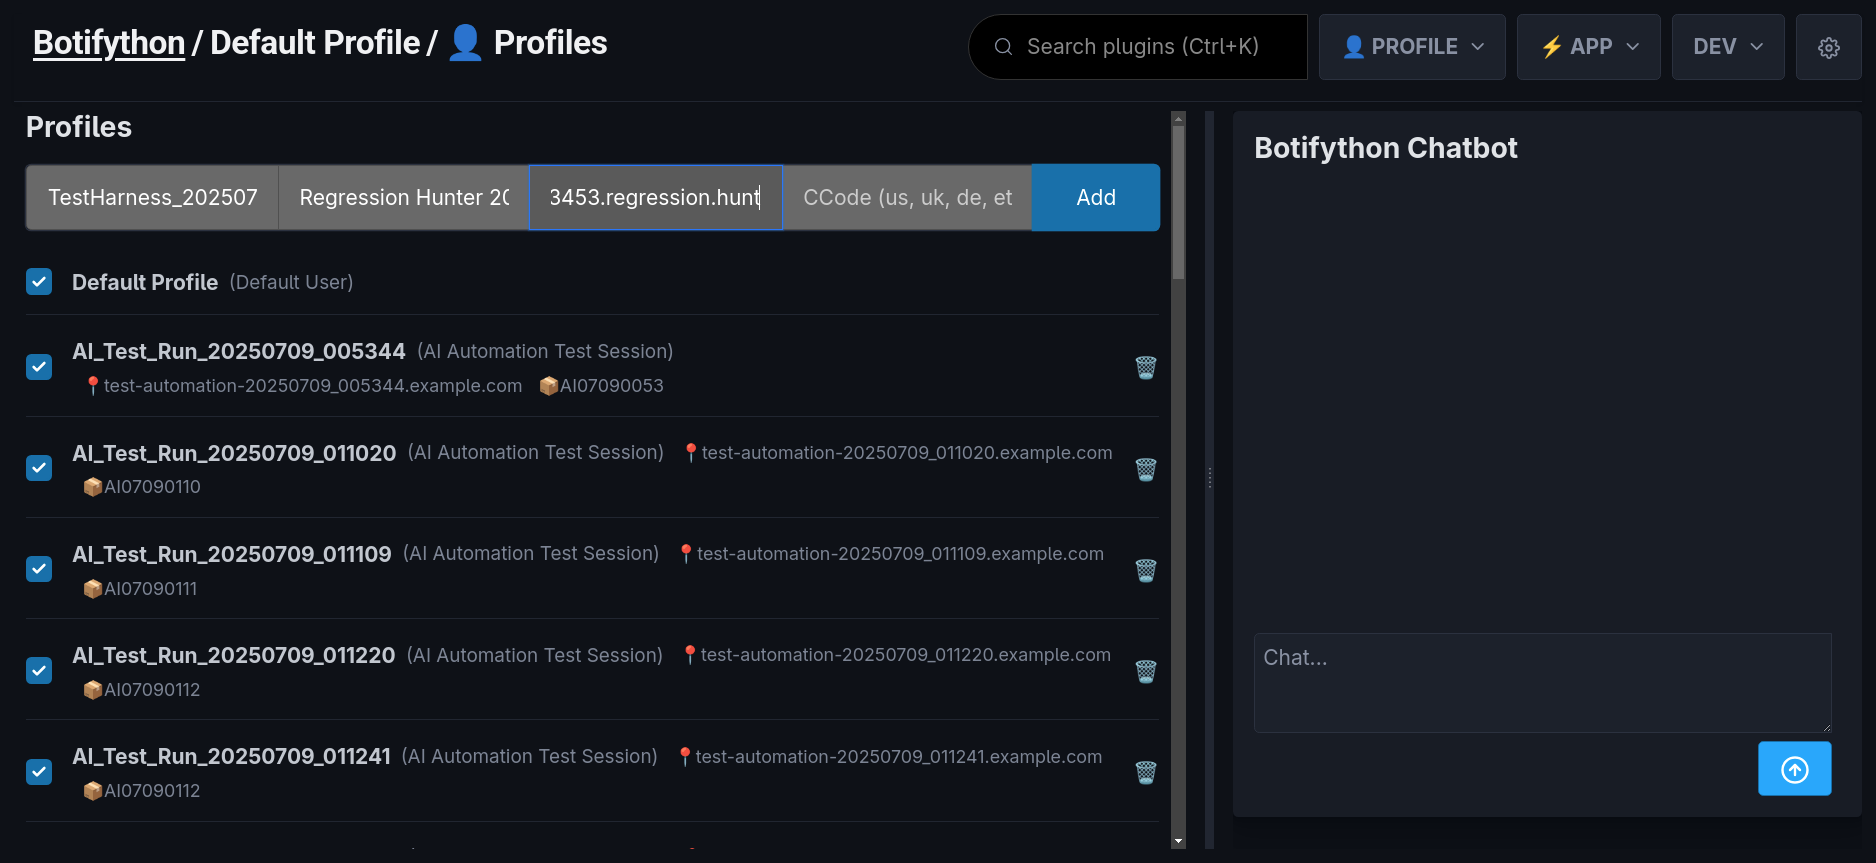 Botifython / Default Profile / 👤 Profiles
Search plugins (Ctrl+K)
👤 PROFILE
⚡ APP
DEV
Profiles
TestHarness_202507
Regression Hunter 20
3453.regression.hunt
CCode (us, uk, de, et
Add
Default Profile (Default User)
AI_Test_Run_20250709_005344 (AI Automation Test Session)
📍test-automation-20250709_005344.example.com 📦AI07090053
AI_Test_Run_20250709_011020 (AI Automation Test Session) 📍test-automation-20250709_011020.example.com
📦AI07090110
AI_Test_Run_20250709_011109 (AI Automation Test Session) 📍test-automation-20250709_011109.example.com
📦AI07090111
AI_Test_Run_20250709_011220 (AI Automation Test Session) 📍test-automation-20250709_011220.example.com
📦AI07090112
AI_Test_Run_20250709_011241 (AI Automation Test Session) 📍test-automation-20250709_011241.example.com
📦AI07090112
Botifython Chatbot
Chat...